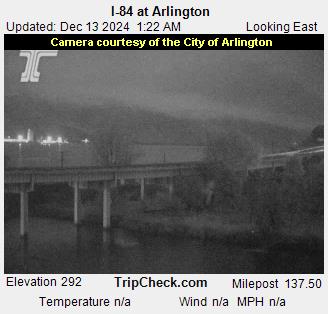 I-84 at Arlington
Updated: Dec 13 2024 1:22 AM Looking East
Camera courtesy of the City of Arlington
Elevation 292 TripCheck.com Milepost 137.50
Temperature n/a Wind n/a MPH n/a